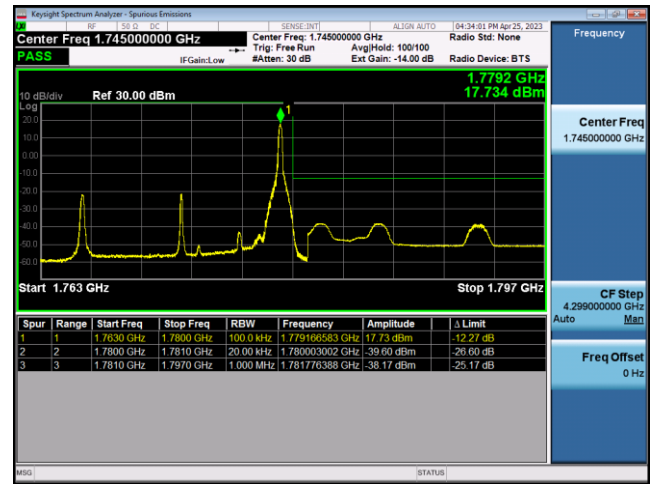 Keysight Spectrum Analyzer - Spurious Emissions
RF 50 Ω DC SENSE:INT ALIGN AUTO 04:34:01 PM Apr 25, 2023
Center Freq 1.745000000 GHz
Center Freq: 1.745000000 GHz Radio Std: None
Trig: Free Run Avg|Hold: 100/100
PASS IFGain:Low #Atten: 30 dB Ext Gain: -14.00 dB Radio Device: BTS
1.7792 GHz
10 dB/div Ref 30.00 dBm 17.734 dBm
Log
1
20.0
10.0
0.00
-10.0
-20.0
-30.0
-40.0
-50.0
-60.0
Start 1.763 GHz Stop 1.797 GHz
Spur Range Start Freq Stop Freq RBW Frequency Amplitude Δ Limit
1 1 1.7630 GHz 1.7800 GHz 100.0 kHz 1.779166583 GHz 17.73 dBm -12.27 dB
2 2 1.7800 GHz 1.7810 GHz 20.00 kHz 1.780003002 GHz -39.60 dBm -26.60 dB
3 3 1.7810 GHz 1.7970 GHz 1.000 MHz 1.781776388 GHz -38.17 dBm -25.17 dB
MSG STATUS
Frequency
Center Freq
1.745000000 GHz
CF Step
4.299000000 GHz
Auto Man
Freq Offset
0 Hz